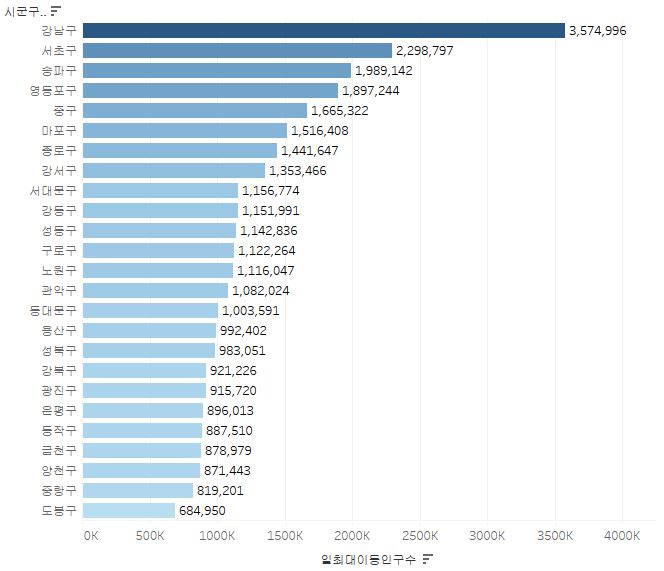 시군구..
강남구 3,574,996
서초구 2,298,797
송파구 1,989,142
영등포구 1,897,244
중구 1,665,322
마포구 1,516,408
종로구 1,441,647
강서구 1,353,466
서대문구 1,156,774
강동구 1,151,991
성동구 1,142,836
구로구 1,122,264
노원구 1,116,047
관악구 1,082,024
동대문구 1,003,591
용산구 992,402
성북구 983,051
강북구 921,226
광진구 915,720
은평구 896,013
동작구 887,510
금천구 878,979
양천구 871,443
중랑구 819,201
도봉구 684,950
0K 500K 1000K 1500K 2000K 2500K 3000K 3500K 4000K
일최대이동인구수